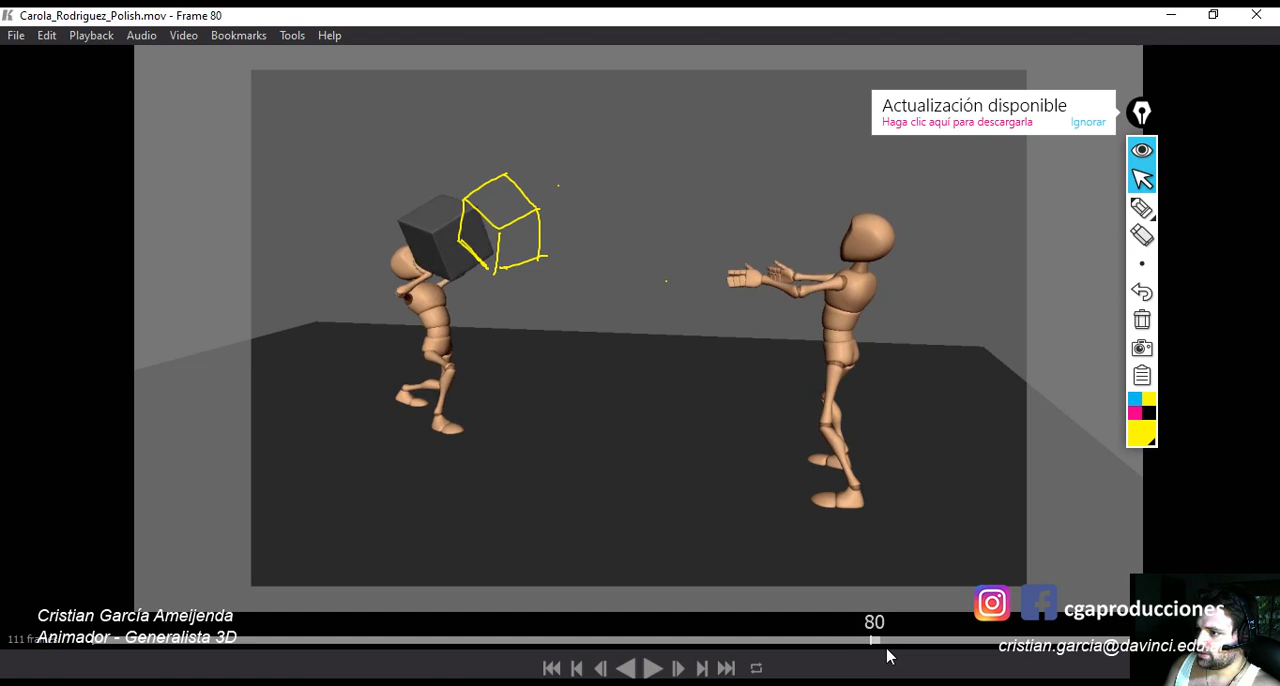 Carola_Rodriguez_Polish.mov - Frame 80
File Edit Playback Audio Video Bookmarks Tools Help
Actualización disponible
Haga clic aquí para descargarla Ignorar
80
Cristian García Ameijenda
111
Animador - Generalista 3D
cgaproducciones
cristian.garcia@davinci.edu.ar